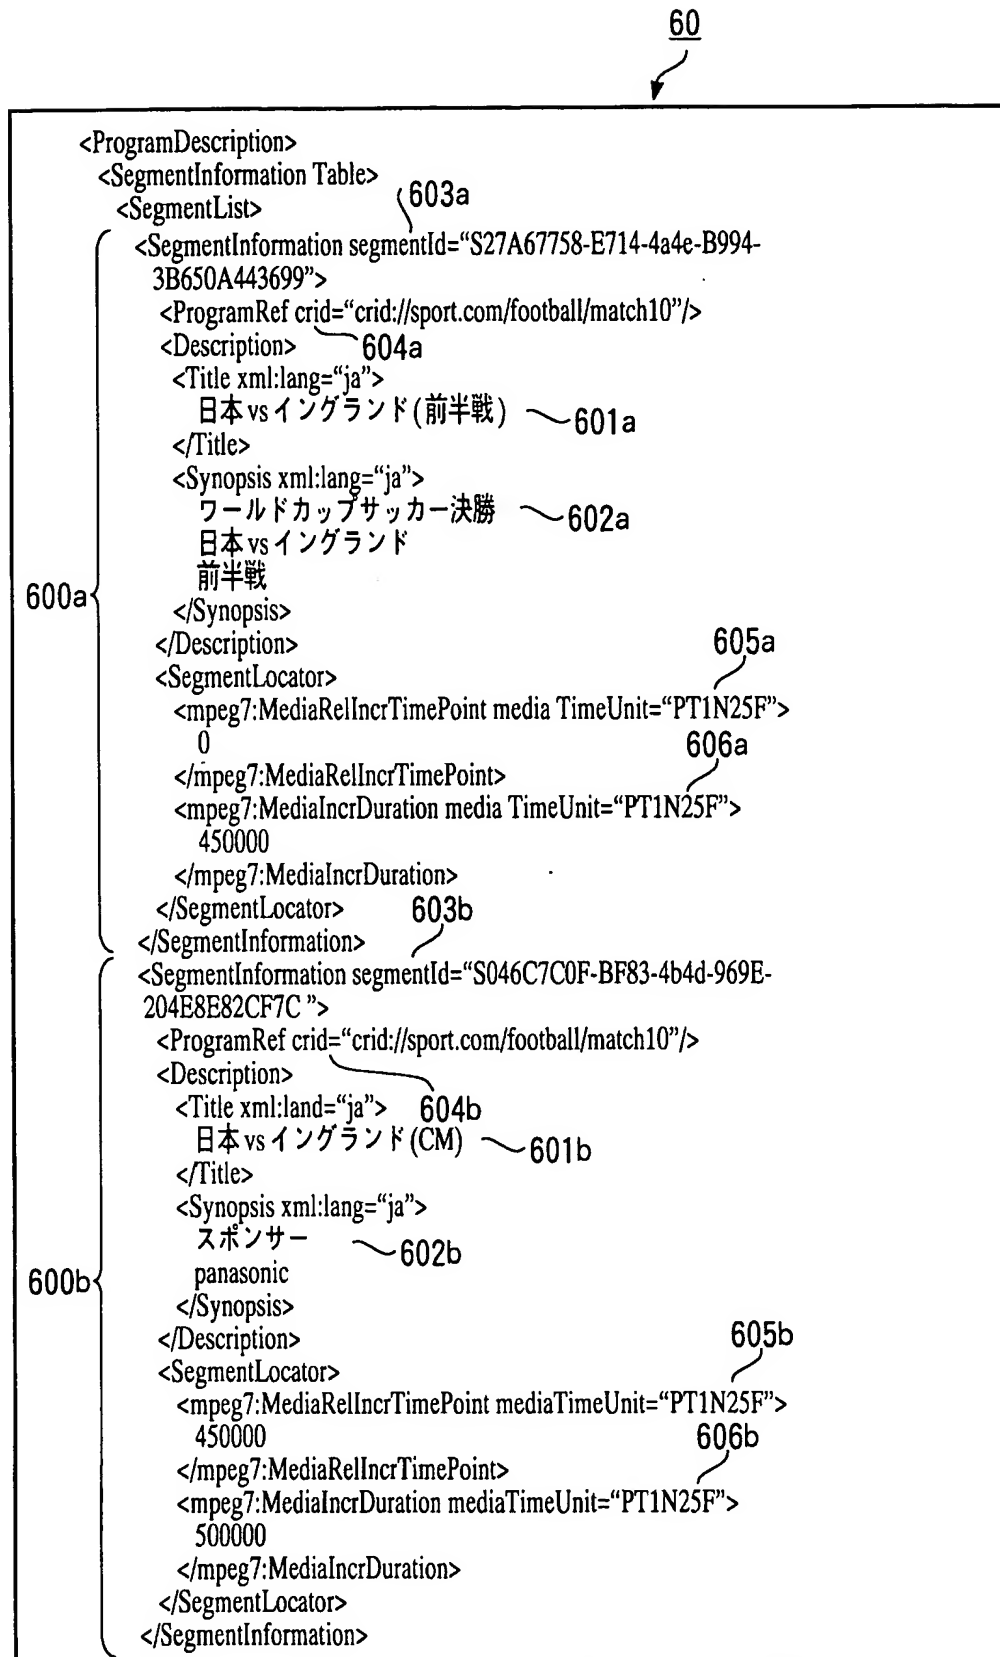 60
<ProgramDescription>
<SegmentInformation Table>
<SegmentList>
603a
<SegmentInformation segmentId=“S27A67758-E714-4a4e-B994-
3B650A443699”>
<ProgramRef crid=“crid://sport.com/football/match10”/>
<Description>
604a
<Title xml:lang=“ja”>
日本 vs イングランド (前半戦)
601a
</Title>
<Synopsis xml:lang=“ja”>
ワールドカップサッカー決勝
602a
日本 vs イングランド
前半戦
600a
</Synopsis>
</Description>
605a
<SegmentLocator>
<mpeg7:MediaRelIncrTimePoint media TimeUnit=“PT1N25F”>
0
606a
</mpeg7:MediaRelIncrTimePoint>
<mpeg7:MediaIncrDuration media TimeUnit=“PT1N25F”>
450000
</mpeg7:MediaIncrDuration>
</SegmentLocator>
603b
</SegmentInformation>
<SegmentInformation segmentId=“S046C7C0F-BF83-4b4d-969E-
204E8E82CF7C ”>
<ProgramRef crid=“crid://sport.com/football/match10”/>
<Description>
<Title xml:land=“ja”>
604b
日本 vs イングランド (CM)
601b
</Title>
<Synopsis xml:lang=“ja”>
スポンサー
602b
panasonic
600b
</Synopsis>
</Description>
605b
<SegmentLocator>
<mpeg7:MediaRelIncrTimePoint mediaTimeUnit=“PT1N25F”>
450000
606b
</mpeg7:MediaRelIncrTimePoint>
<mpeg7:MediaIncrDuration mediaTimeUnit=“PT1N25F”>
500000
</mpeg7:MediaIncrDuration>
</SegmentLocator>
</SegmentInformation>